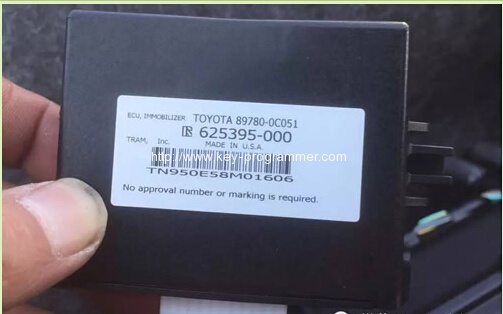 ECU, IMMOBILIZER TOYOTA 89780-0C051
625395-000
TRAM, Inc. MADE IN U.S.A.
http://www.key-programmer.com
TN950E58M01606
No approval number or marking is required.